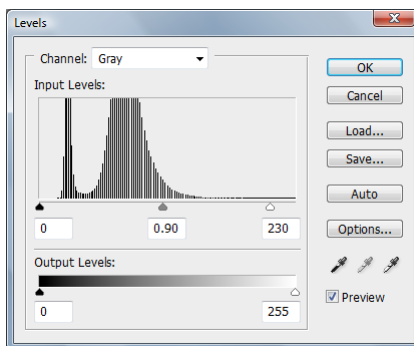 Levels
Channel: Gray
Input Levels:
0 0.90 230
Output Levels:
0 255
OK
Cancel
Load...
Save...
Auto
Options...
Preview